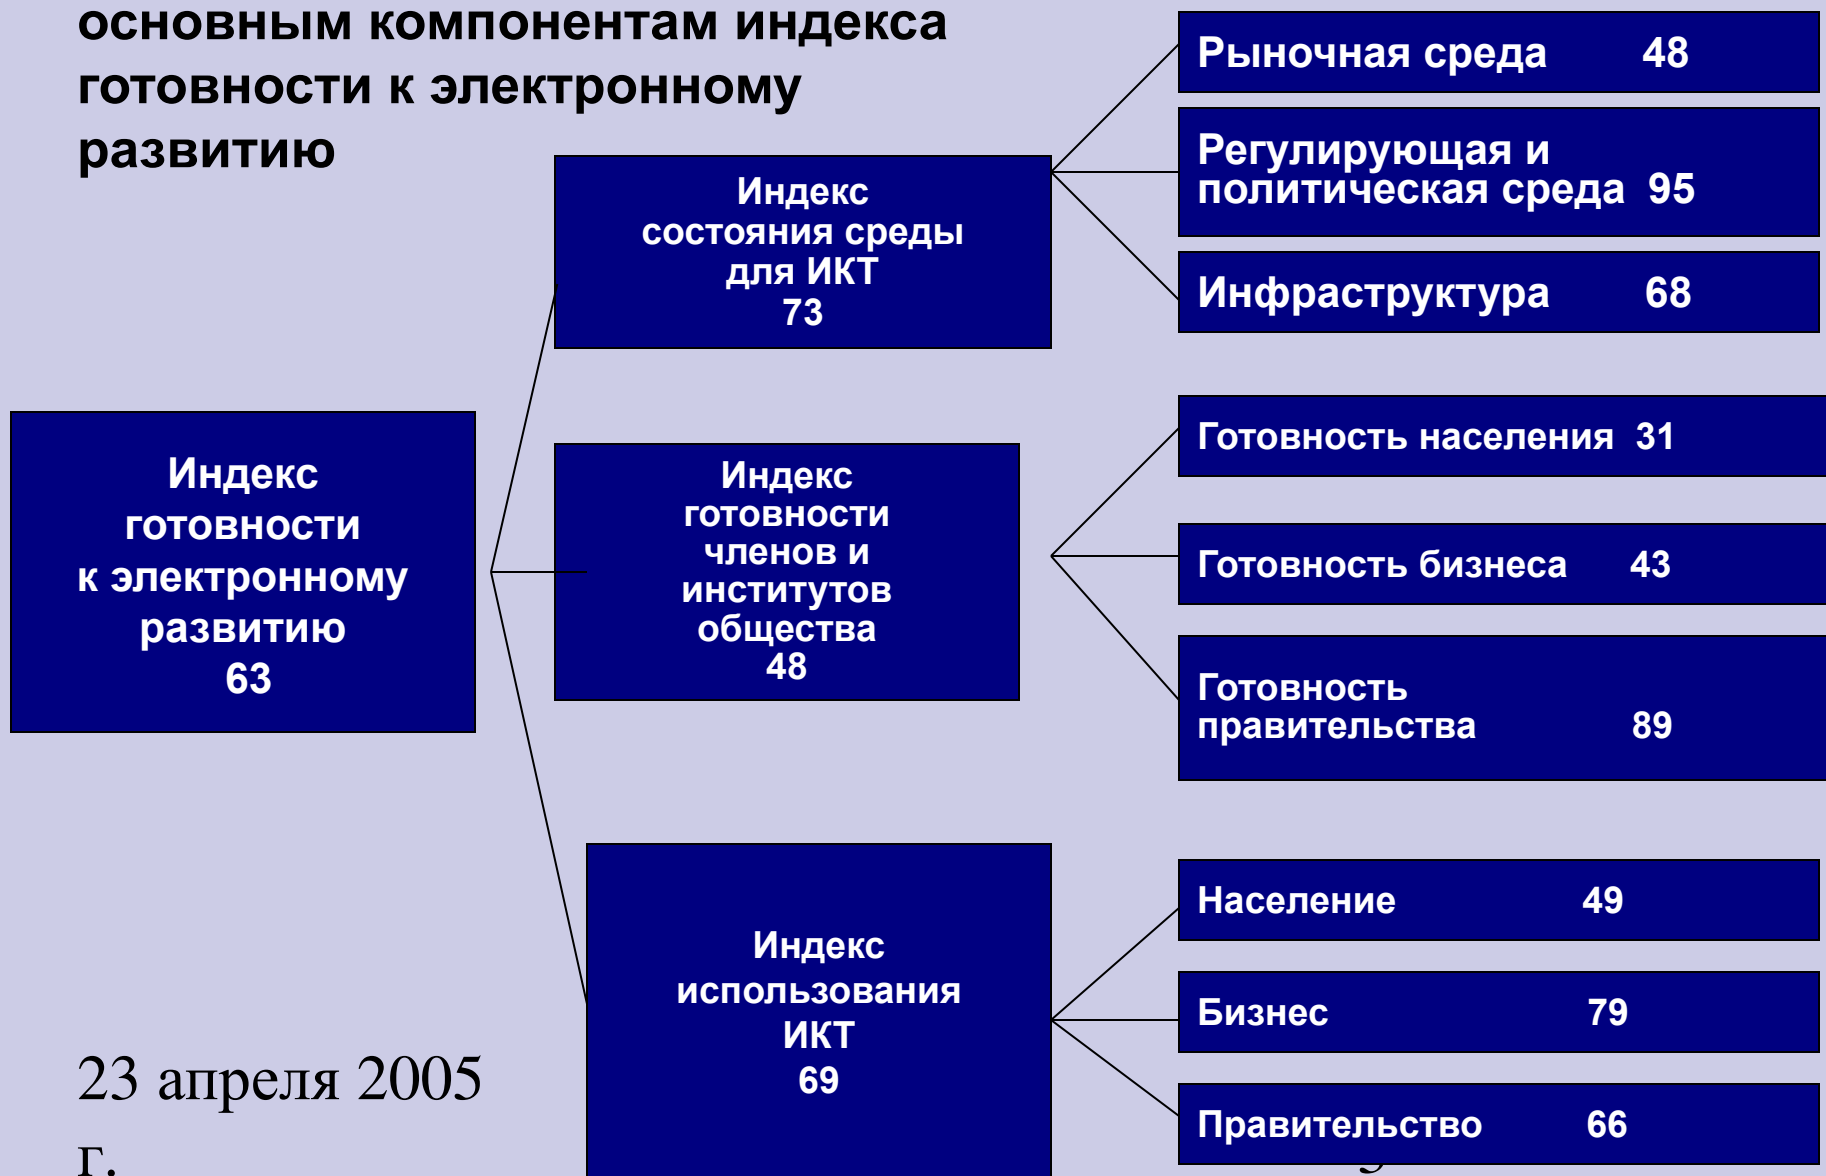 основным компонентам индекса
готовности к электронному
развитию
Индекс
готовности
к электронному
развитию
63
Индекс
состояния среды
для ИКТ
73
Рыночная среда 48
Регулирующая и
политическая среда 95
Инфраструктура 68
Индекс
готовности
членов и
институтов
общества
48
Готовность населения 31
Готовность бизнеса 43
Готовность
правительства 89
Индекс
использования
ИКТ
69
Население 49
Бизнес 79
Правительство 66
23 апреля 2005
г.